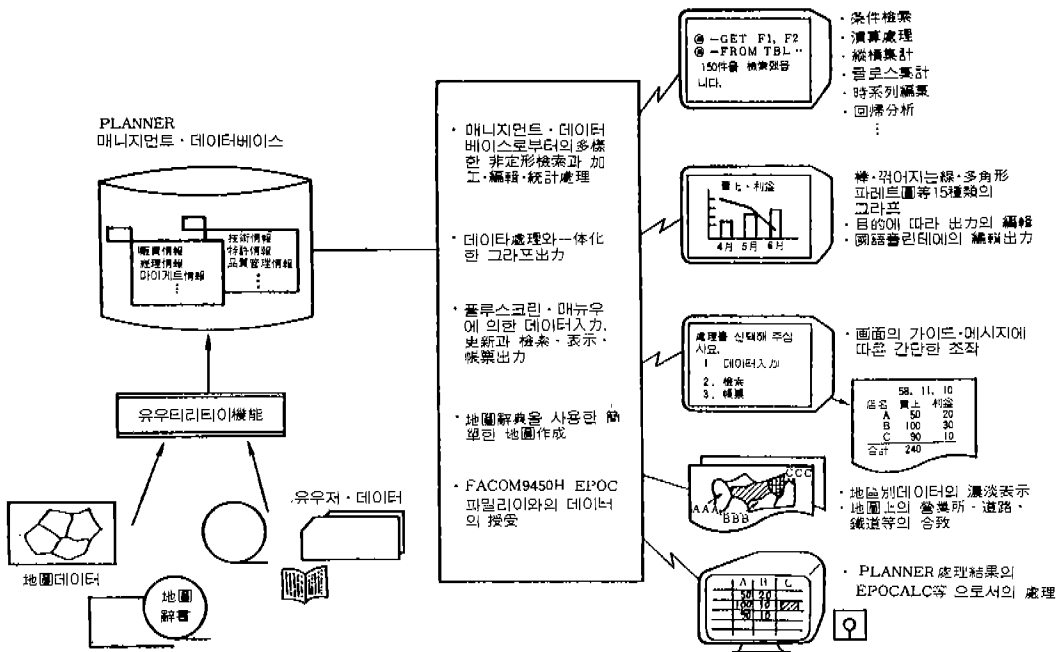 PLANNER
매니지먼트·데이터베이스
販賣情報
經理情報
마이게트情報
技術情報
特許情報
品質管理情報
유우티리티이機能
地圖데이터
地圖
辭書
유우저·데이터
· 매니지먼트·데이터
베이스로부터의多樣
한 非定形檢索과 加
工·編輯·統計處理
· 데이타處理와一体化
한 그라포出力
· 풀루스코린·매뉴우
에 의한 데이터入力,
更新과 檢索·表示·
帳票出力
· 地圖辭典을 사용한 簡
單한 地圖作成
· FACOM9450H EPOC
파밀리이와의 데이터
의 授受
-GET F1, F2
-FROM TBL
150件을 檢索했읍
니다.
· 条件檢索
· 演算處理
· 縱橫集計
· 클로스集計
· 時系列編集
· 回帰分析
賣上·利益
4月 5月 6月
棒·꺾어지는線·多角形
파레트圖等15種類의
그라프
· 目的에 따라 出力의 編輯
· 國語플린터에의 編輯出力
處理를 선택해 주십
시요.
1 데이터入力
2. 檢索
3. 帳票
· 画面의 가이드·메시지에
따른 간단한 조작
58. 11. 10
店名 賣上 利益
A 50 20
B 100 30
C 90 10
合計 240
CCC
AAA
BBB
· 地區別데이터의 濃淡表示
· 地圖上의 營業所·道路·
鐵道等의 合致
A B C
50 20
100 10
90 10
· PLANNER 處理結果의
EPOCALC等 으로서의 處理